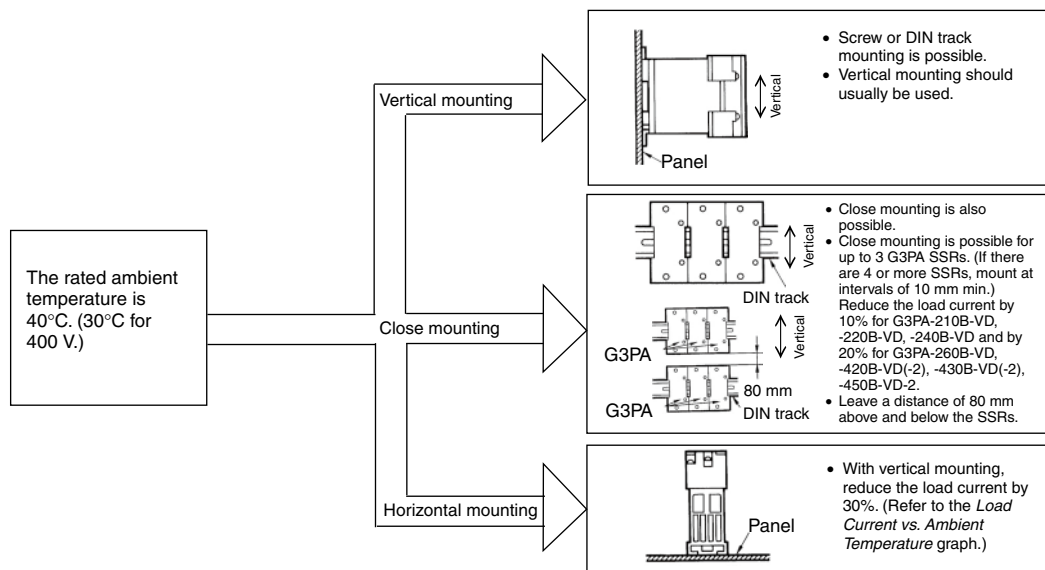 The rated ambient
temperature is
40°C. (30°C for
400 V.)
Vertical mounting
Vertical
Panel
• Screw or DIN track
mounting is possible.
• Vertical mounting should
usually be used.
Close mounting
Vertical
DIN track
G3PA
Vertical
80 mm
G3PA
DIN track
• Close mounting is also
possible.
• Close mounting is possible for
up to 3 G3PA SSRs. (If there
are 4 or more SSRs, mount at
intervals of 10 mm min.)
Reduce the load current by
10% for G3PA-210B-VD,
-220B-VD, -240B-VD and by
20% for G3PA-260B-VD,
-420B-VD(-2), -430B-VD(-2),
-450B-VD-2.
• Leave a distance of 80 mm
above and below the SSRs.
Horizontal mounting
Panel
• With vertical mounting,
reduce the load current by
30%. (Refer to the Load
Current vs. Ambient
Temperature graph.)